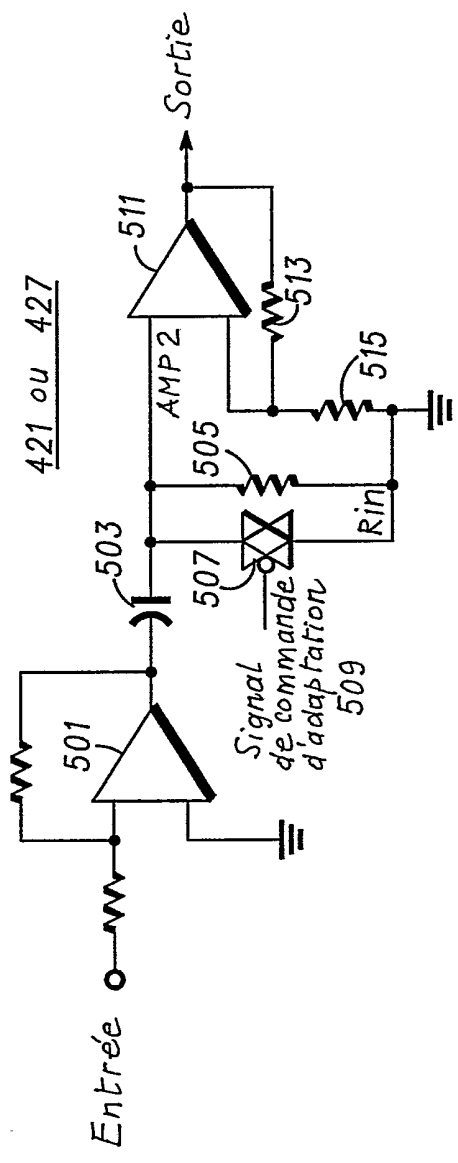 421 ou 427
Entrée
501
503
AMP2
511
Sortie
513
515
505
507
Rin
Signal
de commande
d'adaptation
509